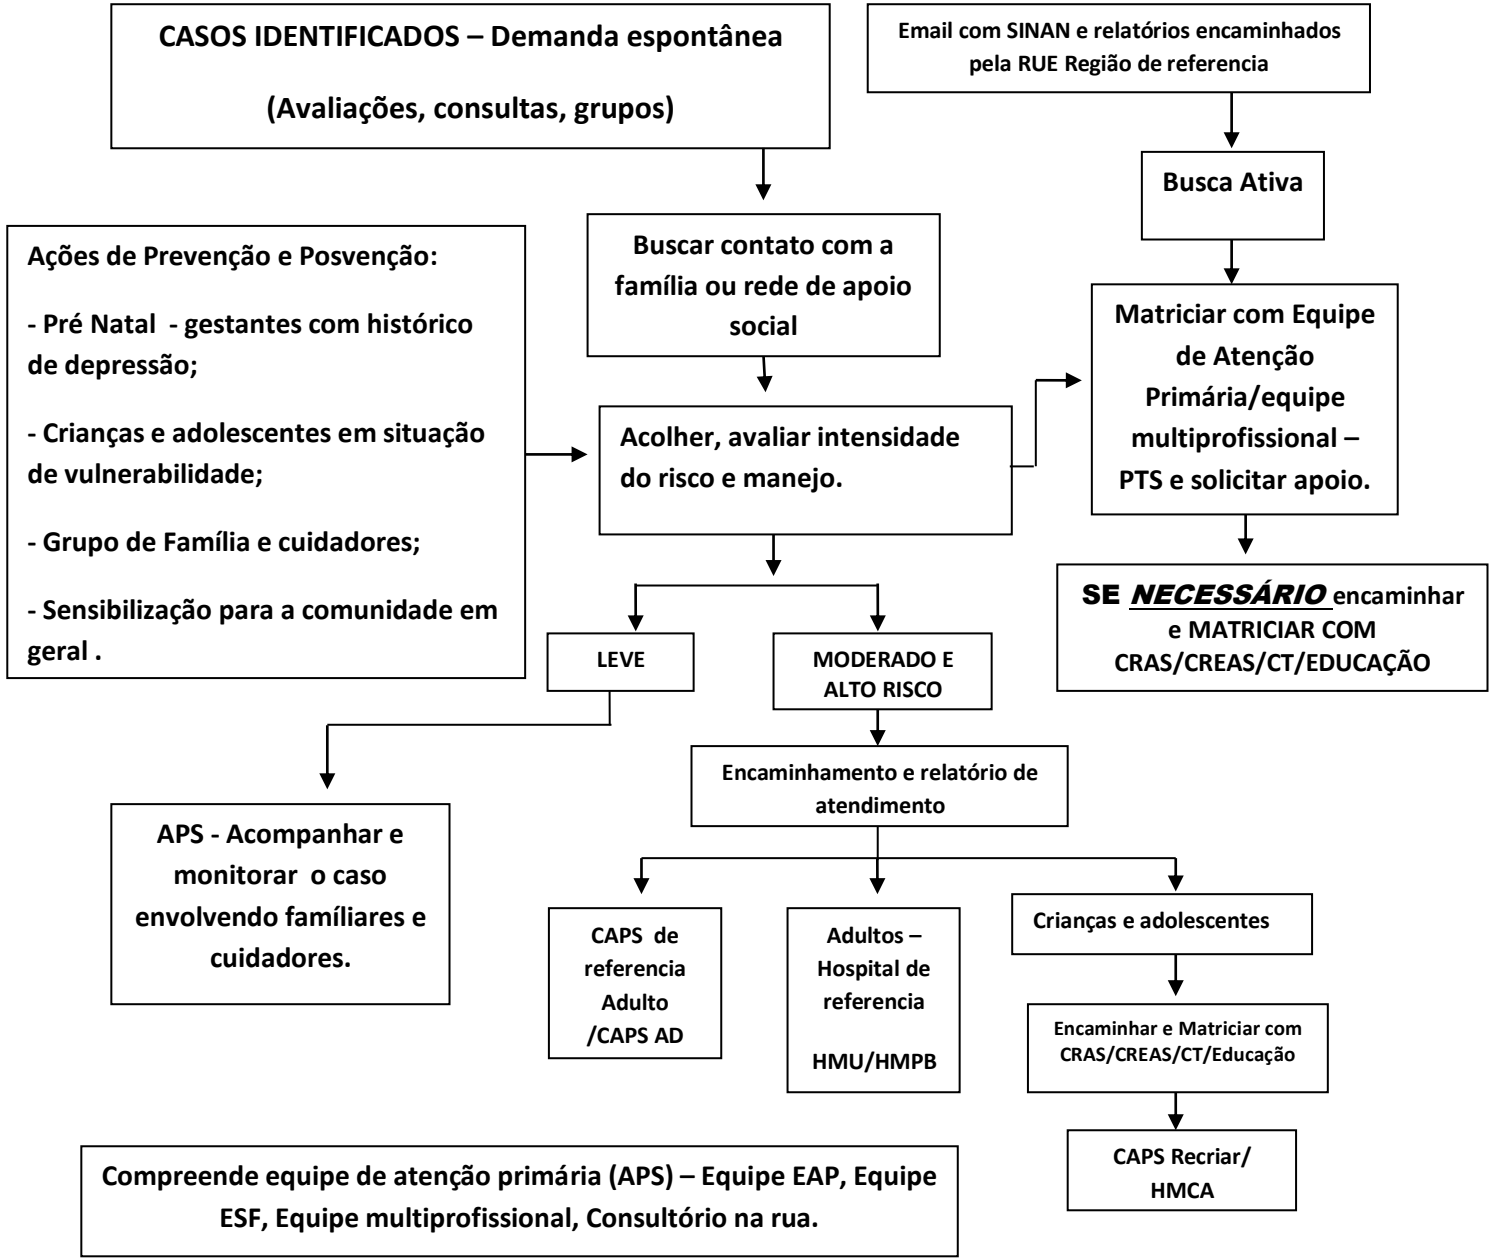 CASOS IDENTIFICADOS – Demanda espontânea
(Avaliações, consultas, grupos)
Email com SINAN e relatórios encaminhados
pela RUE Região de referencia
Busca Ativa
Buscar contato com a
família ou rede de apoio
social
Ações de Prevenção e Posvenção:
- Pré Natal - gestantes com histórico
de depressão;
- Crianças e adolescentes em situação
de vulnerabilidade;
- Grupo de Família e cuidadores;
- Sensibilização para a comunidade em
geral .
Matriciar com Equipe
de Atenção
Primária/equipe
multiprofissional –
PTS e solicitar apoio.
Acolher, avaliar intensidade
do risco e manejo.
SE NECESSÁRIO encaminhar
e MATRICIAR COM
CRAS/CREAS/CT/EDUCAÇÃO
LEVE
MODERADO E
ALTO RISCO
Encaminhamento e relatório de
atendimento
APS - Acompanhar e
monitorar o caso
envolvendo famíliares e
cuidadores.
CAPS de
referencia
Adulto
/CAPS AD
Adultos –
Hospital de
referencia
HMU/HMPB
Crianças e adolescentes
Encaminhar e Matriciar com
CRAS/CREAS/CT/Educação
CAPS Recriar/
HMCA
Compreende equipe de atenção primária (APS) – Equipe EAP, Equipe
ESF, Equipe multiprofissional, Consultório na rua.